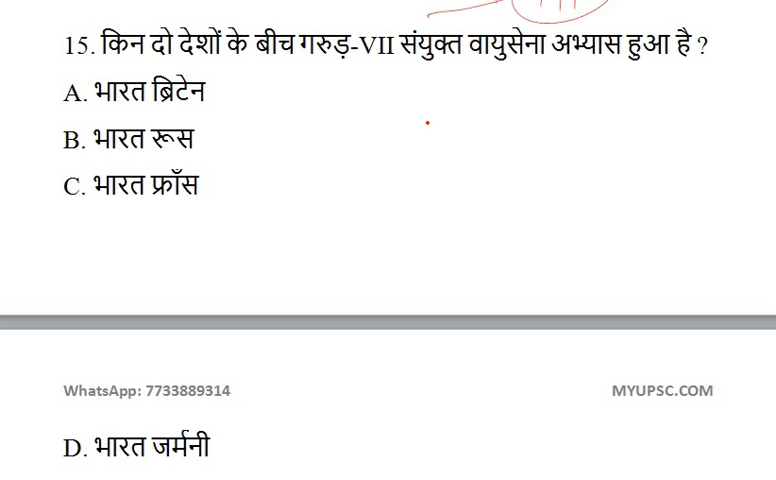 15. किन दो देशों के बीच गरुड़-VII संयुक्त वायुसेना अभ्यास हुआ है ?
A. भारत ब्रिटेन
B. भारत रूस
C. भारत फ्राँस
WhatsApp: 7733889314 MYUPSC.COM
D. भारत जर्मनी